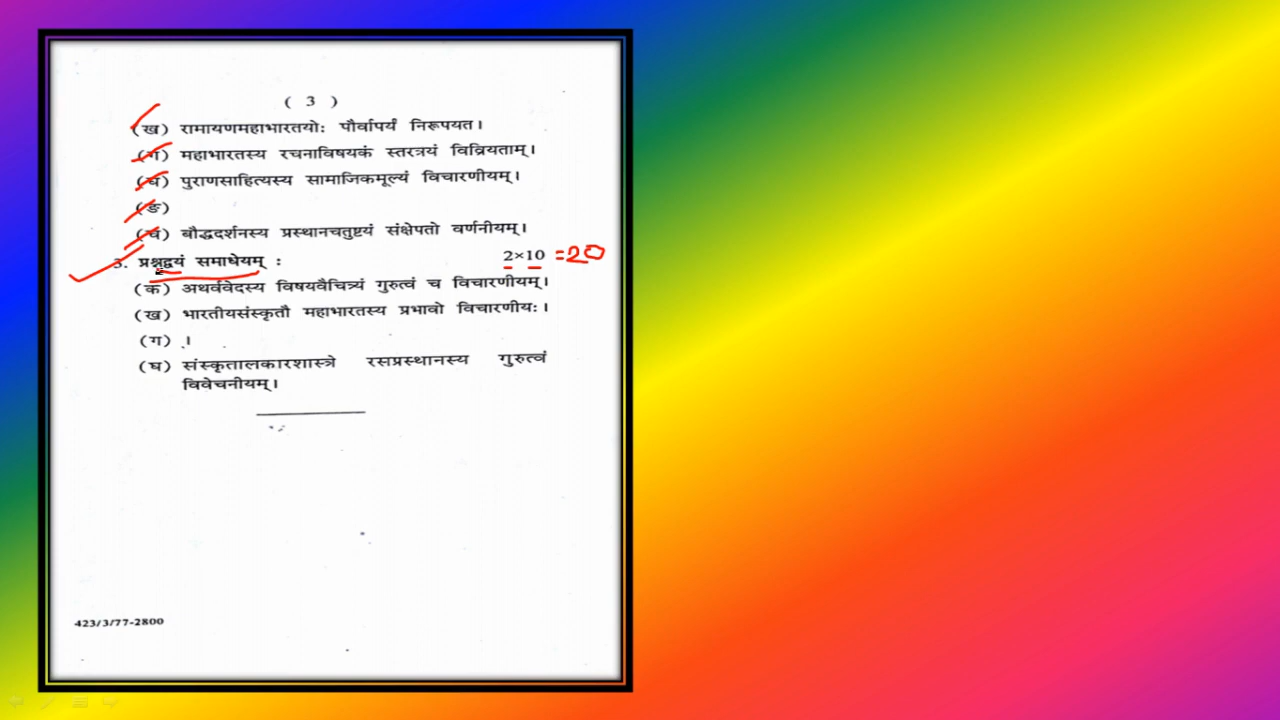 ( 3 )
(ख) रामायणमहाभारतयोः पौर्वापर्यं निरूपयत।
(ग) महाभारतस्य रचनाविषयकं स्तरत्रयं विव्रियताम्।
(घ) पुराणसाहित्यस्य सामाजिकमूल्यं विचारणीयम्।
(ङ)
(च) बौद्धदर्शनस्य प्रस्थानचतुष्टयं संक्षेपतो वर्णनीयम्।
3. प्रश्नद्वयं समाधेयम् : 2×10 =20
(क) अथर्ववेदस्य विषयवैचित्र्यं गुरुत्वं च विचारणीयम्।
(ख) भारतीयसंस्कृतौ महाभारतस्य प्रभावो विचारणीयः।
(ग) ।
(घ) संस्कृतालकारशास्त्रे रसप्रस्थानस्य गुरुत्वं
विवेचनीयम्।
423/3/77-2800